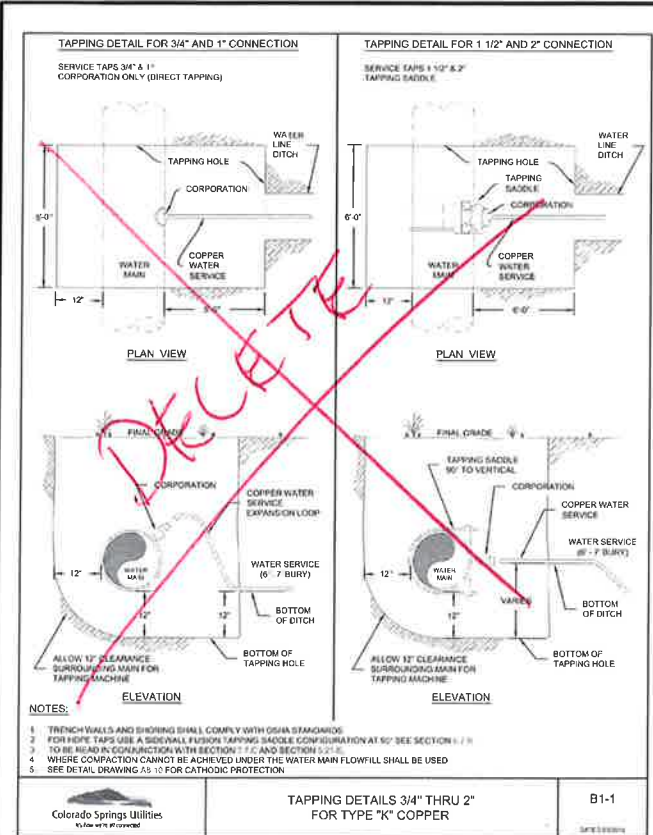 TAPPING DETAIL FOR 3/4" AND 1" CONNECTION
SERVICE TAPS 3/4" & 1"
CORPORATION ONLY (DIRECT TAPPING)
WATER
LINE
DITCH
TAPPING HOLE
CORPORATION
6'-0"
WATER
MAIN
COPPER
WATER
SERVICE
12"
PLAN VIEW
TAPPING DETAIL FOR 1 1/2" AND 2" CONNECTION
SERVICE TAPS 1 1/2" & 2"
TAPPING SADDLE
WATER
LINE
DITCH
TAPPING HOLE
TAPPING
SADDLE
CORPORATION
6'-0"
WATER
MAIN
COPPER
WATER
SERVICE
12"
6'-0"
PLAN VIEW
DELETE
FINAL GRADE
CORPORATION
COPPER WATER
SERVICE
EXPANSION LOOP
WATER SERVICE
(6' - 7' BURY)
WATER
MAIN
12"
12"
12"
BOTTOM
OF DITCH
BOTTOM OF
TAPPING HOLE
ALLOW 12" CLEARANCE
SURROUNDING MAIN FOR
TAPPING MACHINE
ELEVATION
FINAL GRADE
TAPPING SADDLE
90° TO VERTICAL
CORPORATION
COPPER WATER
SERVICE
WATER SERVICE
(6' - 7' BURY)
WATER
MAIN
12"
12"
VARIES
BOTTOM
OF DITCH
BOTTOM OF
TAPPING HOLE
ALLOW 12" CLEARANCE
SURROUNDING MAIN FOR
TAPPING MACHINE
ELEVATION
NOTES:
1 TRENCH WALLS AND SHORING SHALL COMPLY WITH OSHA STANDARDS
2 FOR HDPE TAPS USE A SIDEWALL FUSION TAPPING SADDLE CONFIGURATION AT 90° SEE SECTION
3 TO BE READ IN CONJUNCTION WITH SECTION AND SECTION
4 WHERE COMPACTION CANNOT BE ACHIEVED UNDER THE WATER MAIN FLOWFILL SHALL BE USED
5 SEE DETAIL DRAWING FOR CATHODIC PROTECTION
Colorado Springs Utilities
It's how we're all connected
TAPPING DETAILS 3/4" THRU 2"
FOR TYPE "K" COPPER
B1-1